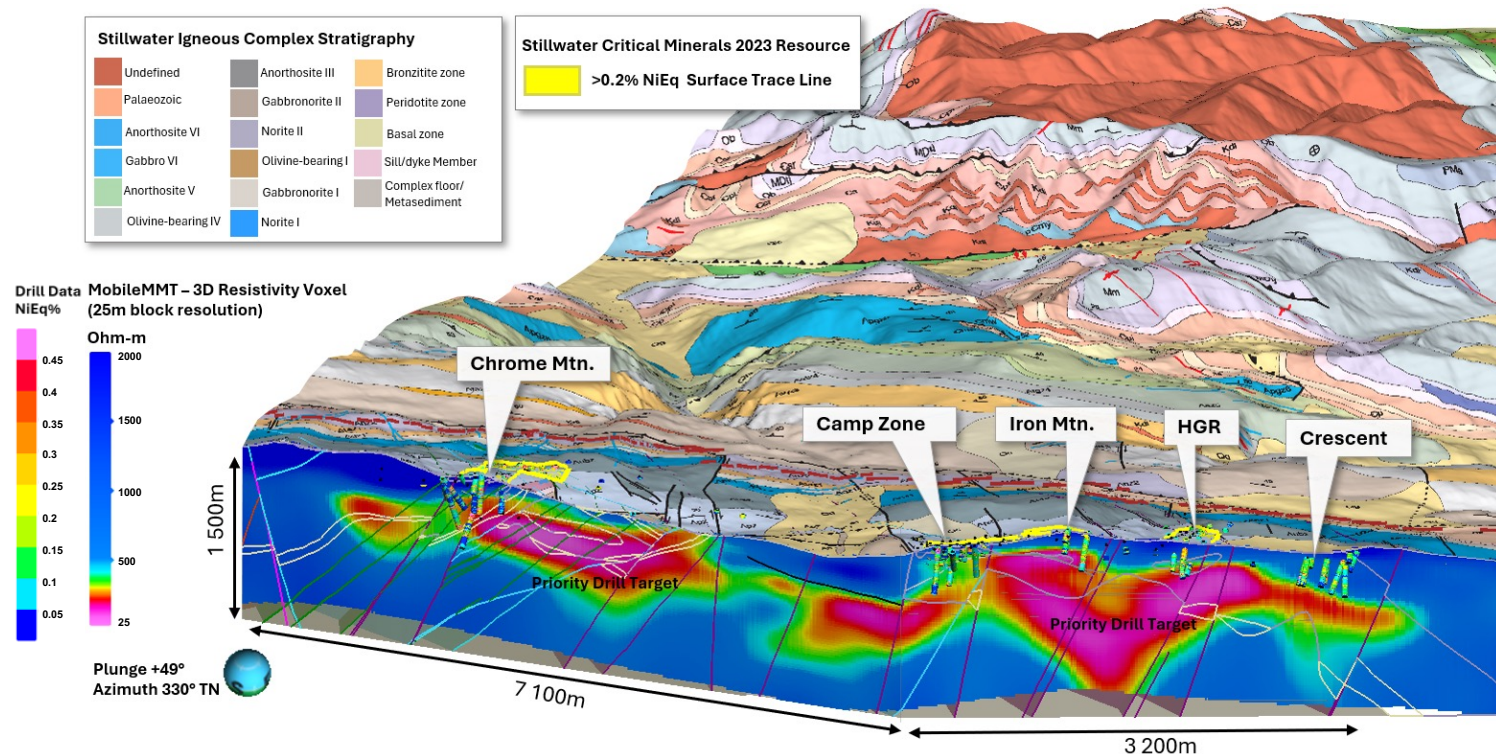 Stillwater Igneous Complex Stratigraphy
Undefined
Palaeozoic
Anorthosite VI
Gabbro VI
Anorthosite V
Olivine-bearing IV
Anorthosite III
Gabbronorite II
Norite II
Olivine-bearing I
Gabbronorite I
Norite I
Bronzitite zone
Peridotite zone
Basal zone
Sill/dyke Member
Complex floor/
Metasediment
Stillwater Critical Minerals 2023 Resource
>0.2% NiEq Surface Trace Line
Drill Data
NiEq%
0.45
0.4
0.35
0.3
0.25
0.2
0.15
0.1
0.05
MobileMMT – 3D Resistivity Voxel
(25m block resolution)
Ohm-m
2000
1500
1000
500
25
Chrome Mtn.
Camp Zone
Iron Mtn.
HGR
Crescent
Mm
Mm
1 500m
Priority Drill Target
Priority Drill Target
7 100m
3 200m
Plunge +49°
Azimuth 330° TN